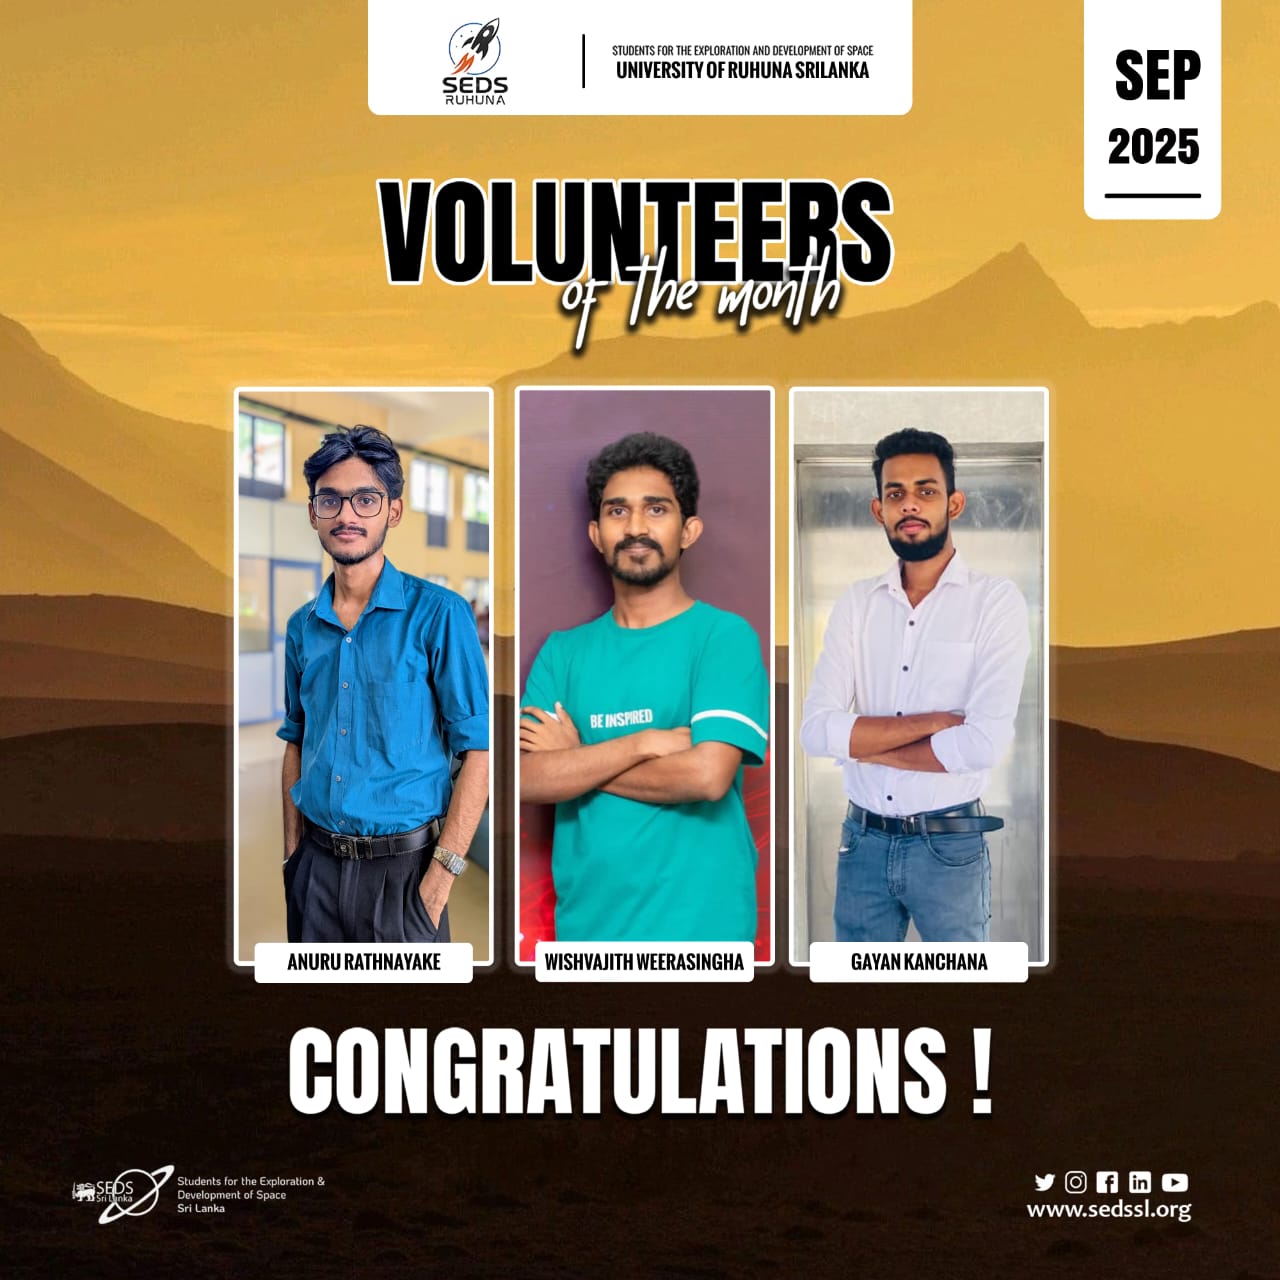 SEDS
RUHUNA
STUDENTS FOR THE EXPLORATION AND DEVELOPMENT OF SPACE
UNIVERSITY OF RUHUNA SRILANKA
SEP
2025
VOLUNTEERS
of the month
BE INSPIRED
ANURU RATHNAYAKE
WISHVAJITH WEERASINGHA
GAYAN KANCHANA
CONGRATULATIONS !
SEDS
Sri Lanka
Students for the Exploration &
Development of Space
Sri Lanka
www.sedssl.org